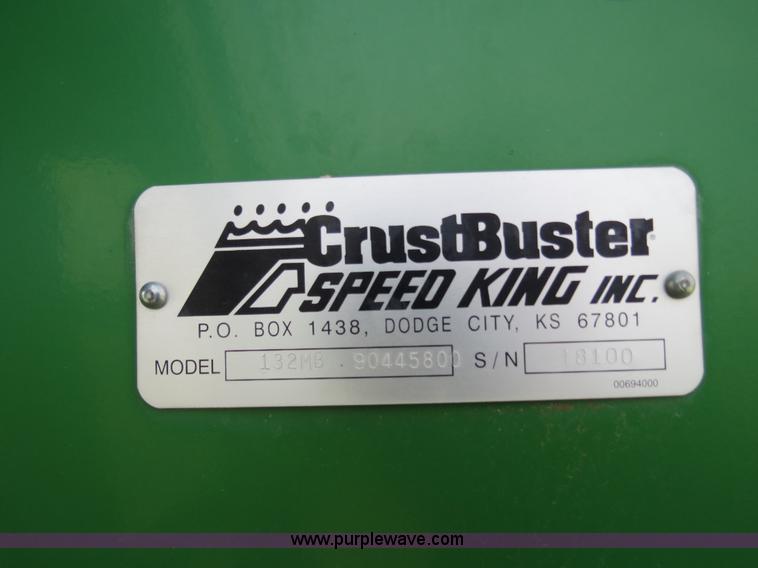 CrustBuster®
SPEED KING INC.
P.O. BOX 1438, DODGE CITY, KS 67801
MODEL 132MB 90445800 S/N 18100
00694000
www.purplewave.com